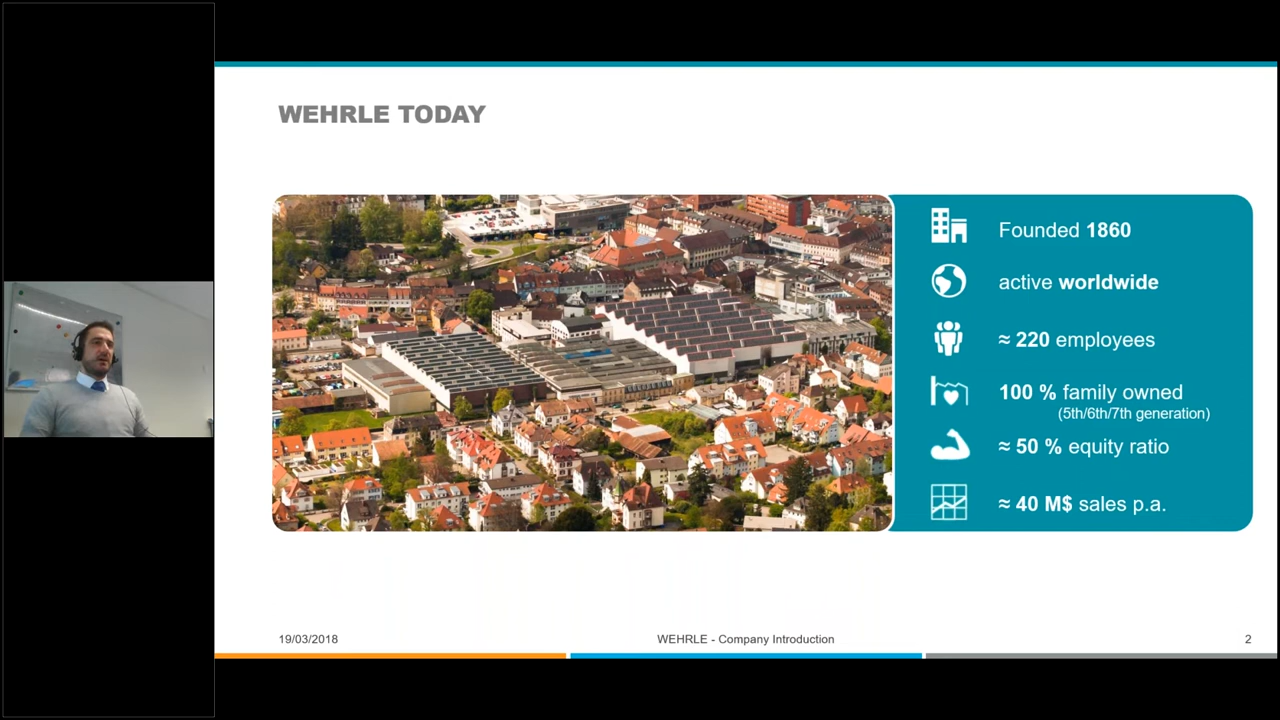 WEHRLE TODAY
Founded 1860
active worldwide
≈ 220 employees
100 % family owned
(5th/6th/7th generation)
≈ 50 % equity ratio
≈ 40 M$ sales p.a.
19/03/2018
WEHRLE - Company Introduction
2